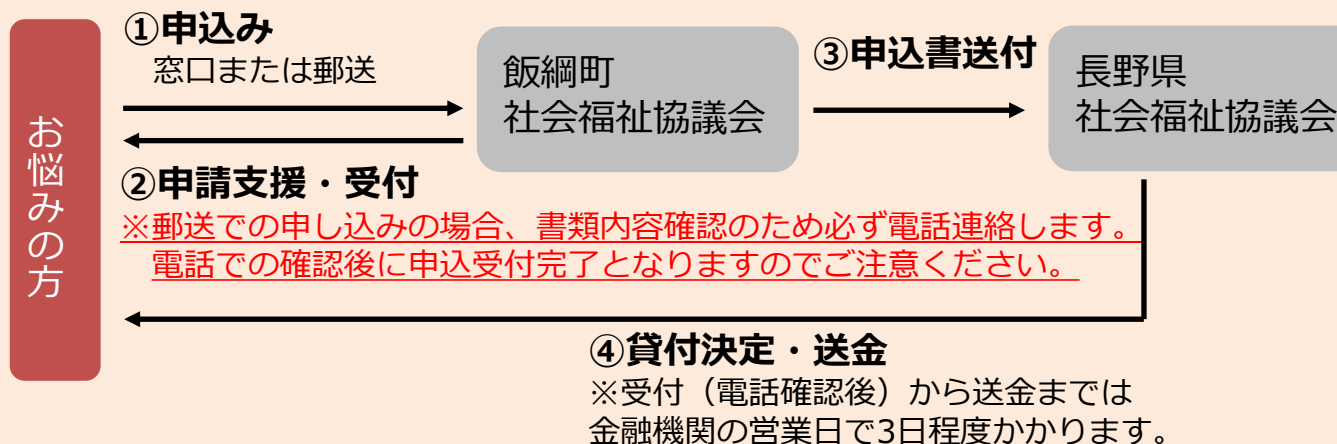 お悩みの方
①申込み
窓口または郵送
飯綱町
社会福祉協議会
③申込書送付
長野県
社会福祉協議会
②申請支援・受付
※郵送での申し込みの場合、書類内容確認のため必ず電話連絡します。
電話での確認後に申込受付完了となりますのでご注意ください。
④貸付決定・送金
※受付（電話確認後）から送金までは
金融機関の営業日で3日程度かかります。